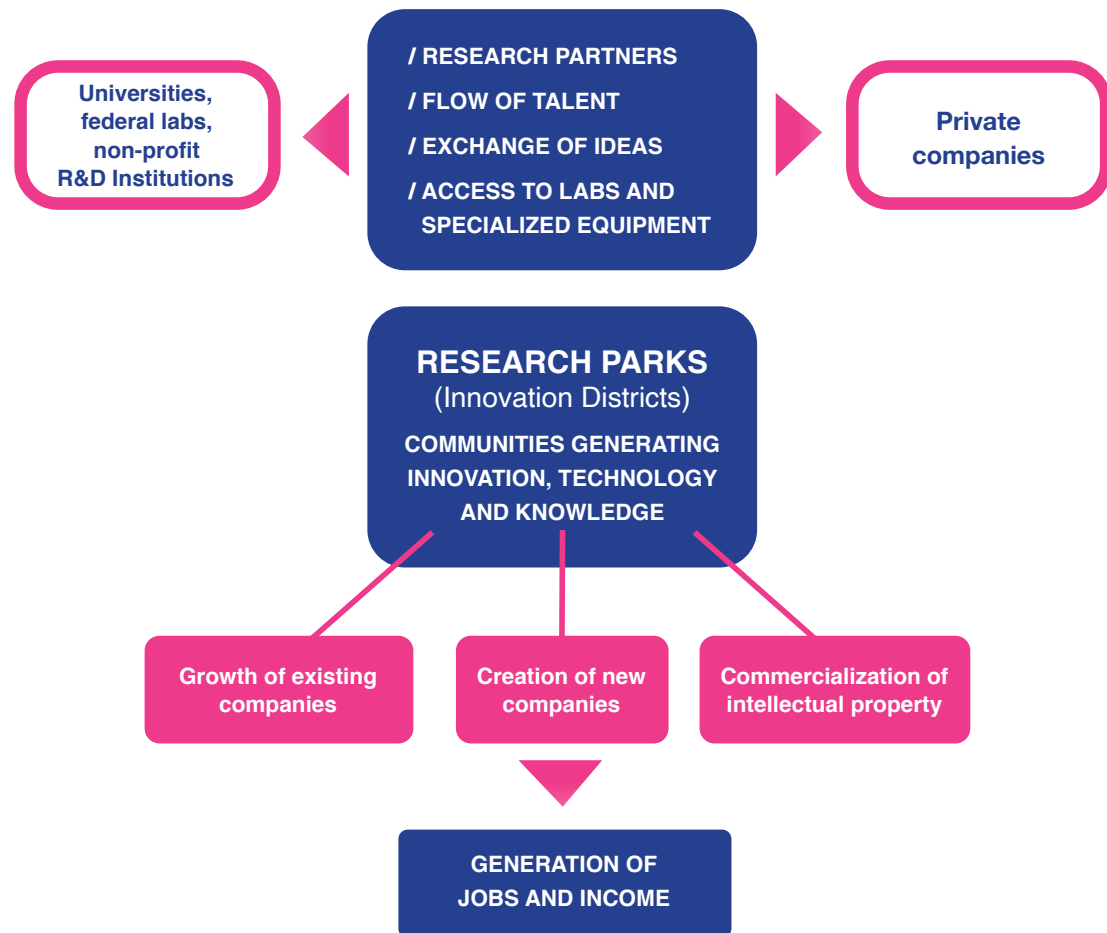 / RESEARCH PARTNERS
/ FLOW OF TALENT
/ EXCHANGE OF IDEAS
/ ACCESS TO LABS AND
SPECIALIZED EQUIPMENT
Universities,
federal labs,
non-profit
R&D Institutions
Private
companies
RESEARCH PARKS
(Innovation Districts)
COMMUNITIES GENERATING
INNOVATION, TECHNOLOGY
AND KNOWLEDGE
Growth of existing
companies
Creation of new
companies
Commercialization of
intellectual property
GENERATION OF
JOBS AND INCOME